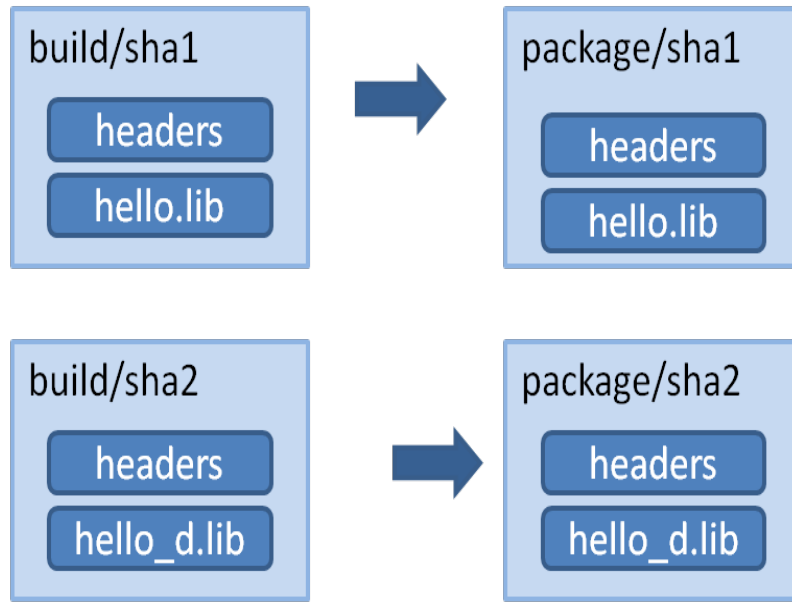 build/sha1
headers
hello.lib
package/sha1
headers
hello.lib
build/sha2
headers
hello_d.lib
package/sha2
headers
hello_d.lib